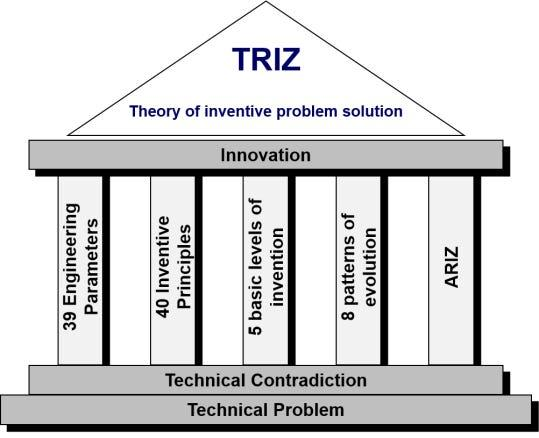 TRIZ
Theory of inventive problem solution
Innovation
39 Engineering
Parameters
40 Inventive
Principles
5 basic levels of
invention
8 patterns of
evolution
ARIZ
Technical Contradiction
Technical Problem